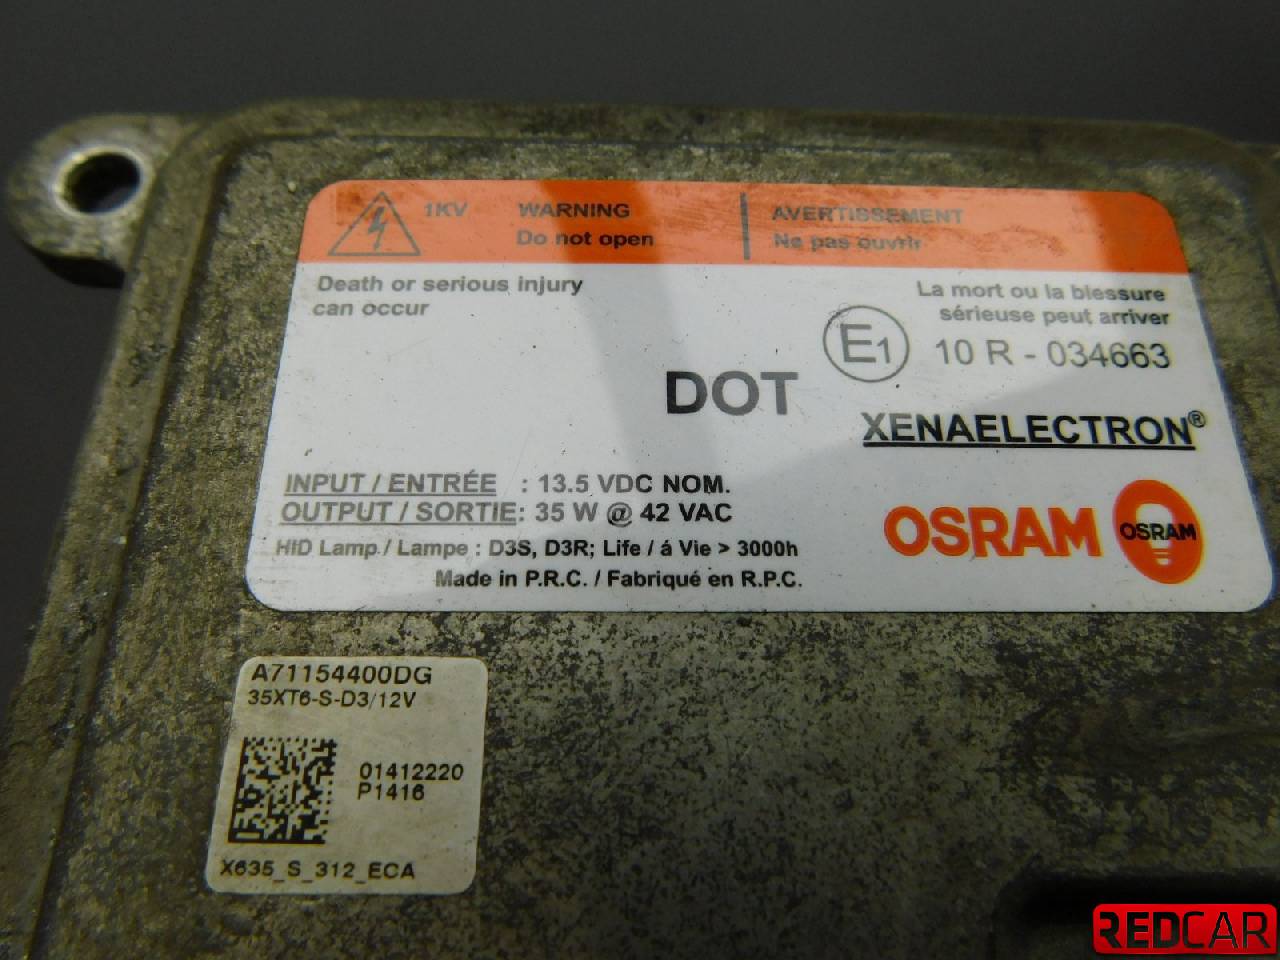 1KV WARNING AVERTISSEMENT
Do not open Ne pas ouvrir
Death or serious injury
can occur
La mort ou la blessure
sérieuse peut arriver
E1 10 R - 034663
DOT
XENAELECTRON®
INPUT / ENTRÉE : 13.5 VDC NOM.
OUTPUT / SORTIE: 35 W @ 42 VAC
HID Lamp / Lampe : D3S, D3R; Life / á Vie > 3000h
Made in P.R.C. / Fabriqué en R.P.C.
OSRAM OSRAM
A71154400DG
35XT6-S-D3/12V
01412220
P1416
X635_S_312_ECA
REDCAR